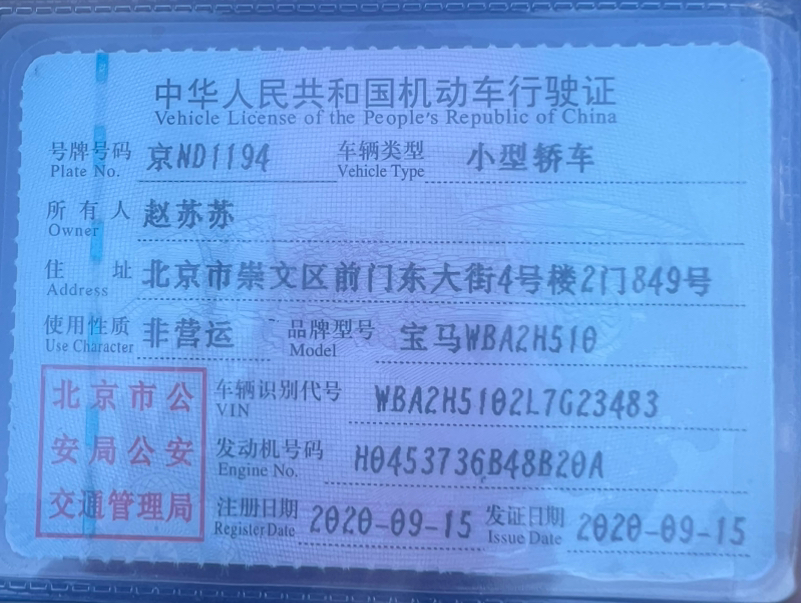 中华人民共和国机动车行驶证
Vehicle License of the People's Republic of China
号牌号码 京ND1194 车辆类型 小型轿车
Plate No. Vehicle Type
所有人 赵苏苏
Owner
住址 北京市崇文区前门东大街4号楼2门849号
Address
使用性质 非营运 品牌型号 宝马WBA2H510
Use Character Model
北京市公
安局公安
交通管理局
车辆识别代号 WBA2H5102L7G23483
VIN
发动机号码 H0453736B48B20A
Engine No.
注册日期 2020-09-15 发证日期 2020-09-15
Register Date Issue Date